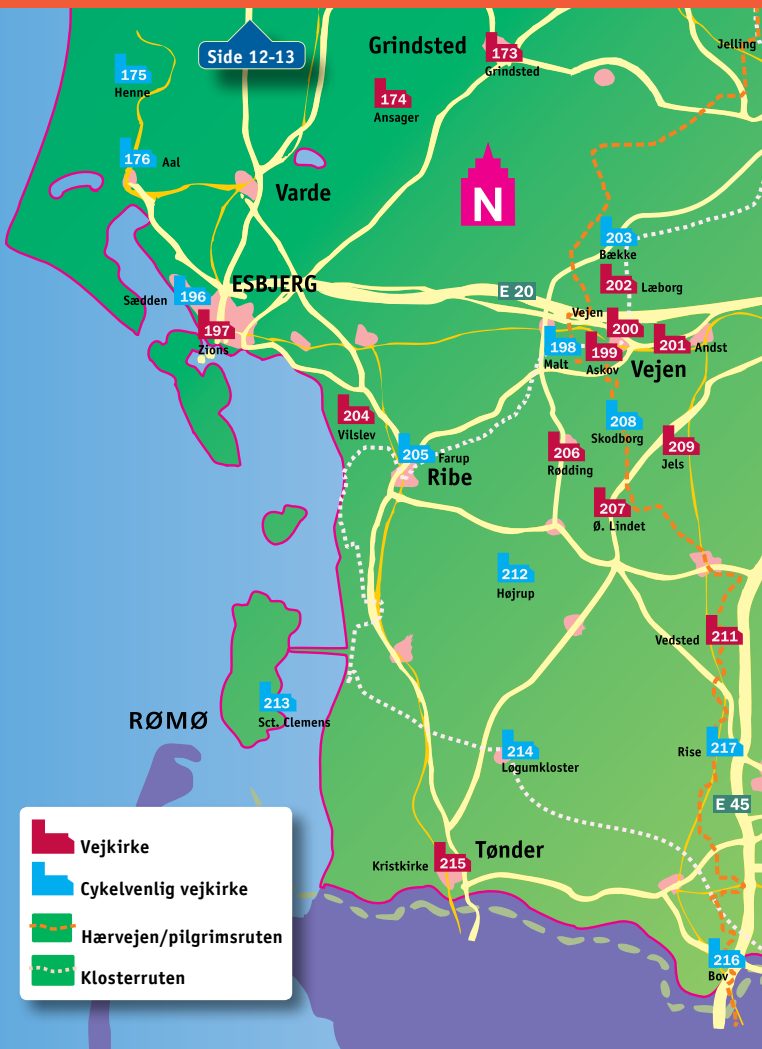 Side 12-13
Grindsted
173
Grindsted
Jelling
175
Henne
174
Ansager
176 Aal
Varde
N
203
Bække
202 Læborg
ESBJERG
E 20
Sædden 196
Vejen
200
197
Zions
198
Malt
199
Askov
201 Andst
Vejen
204
Vilslev
208
Skodborg
205 Farup
Ribe
206
Rødding
209
Jels
207
Ø. Lindet
212
Højrup
Vedsted 211
213
Sct. Clemens
RØMØ
214
Løgumkloster
Rise 217
E 45
Tønder
Kristkirke 215
216
Bov
Vejkirke
Cykelvenlig vejkirke
Hærvejen/pilgrimsruten
Klosterruten